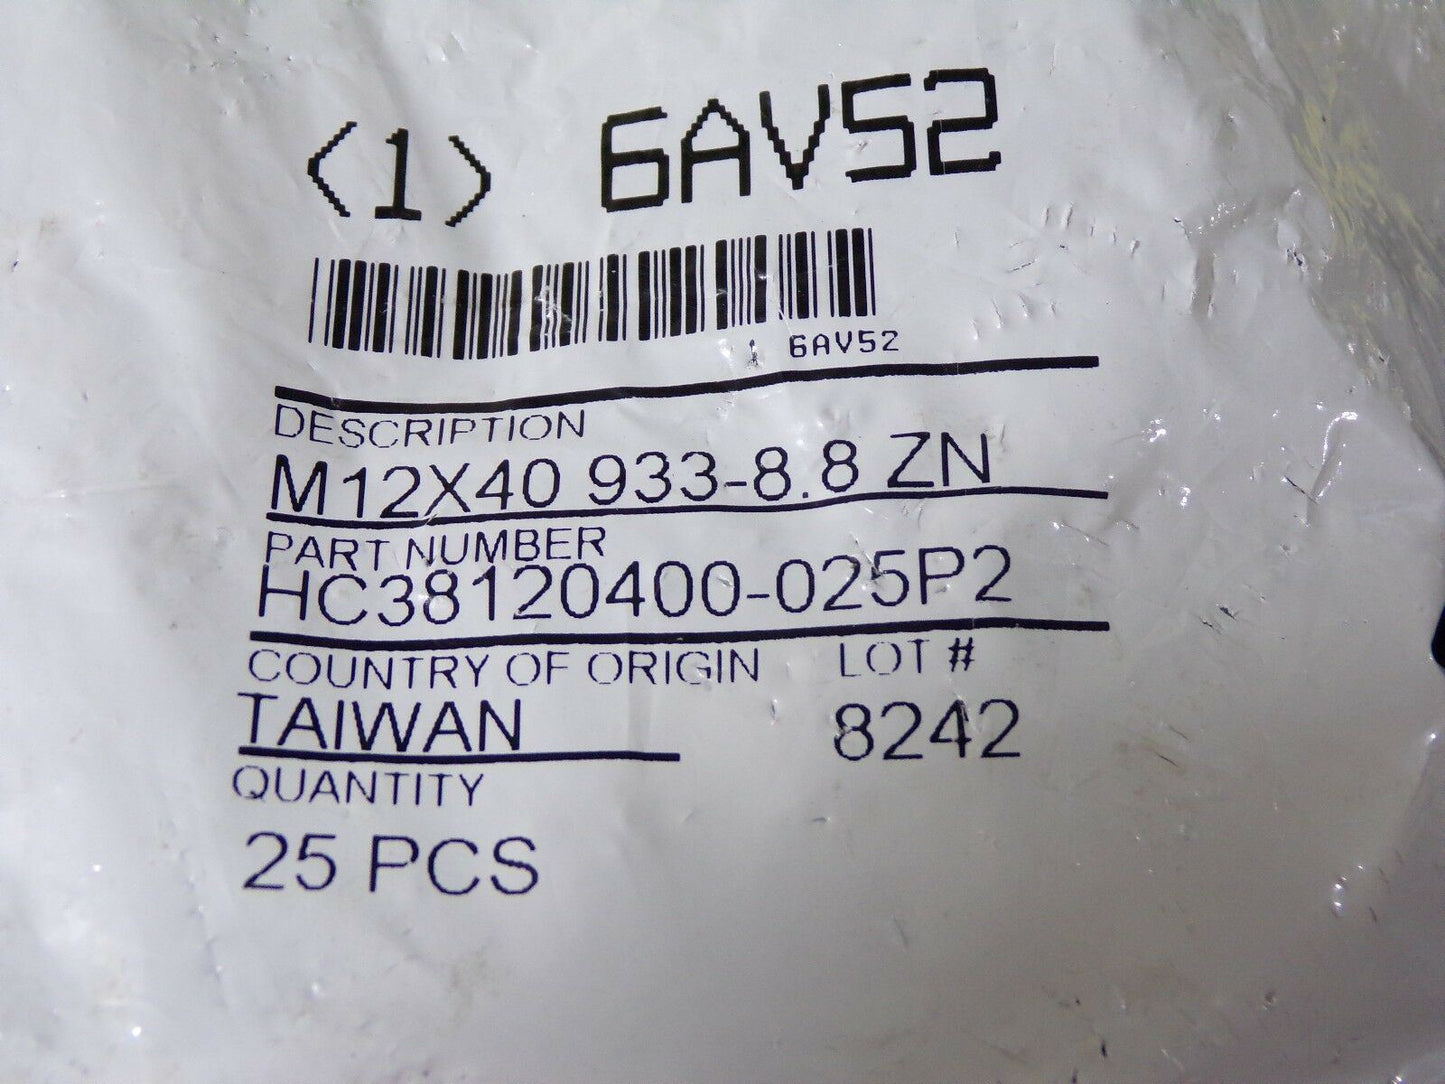 <1> 6AV52
6AV52
DESCRIPTION
M12X40 933-8.8 ZN
PART NUMBER
HC38120400-025P2
COUNTRY OF ORIGIN LOT #
TAIWAN 8242
QUANTITY
25 PCS